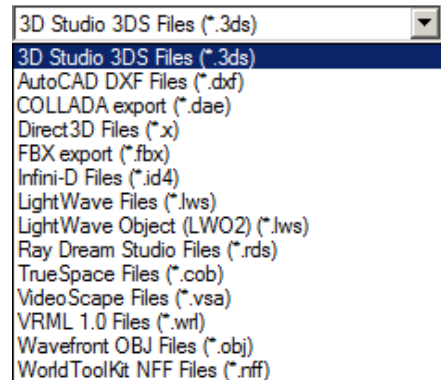 3D Studio 3DS Files (*.3ds)
3D Studio 3DS Files (*.3ds)
AutoCAD DXF Files (*.dxf)
COLLADA export (*.dae)
Direct3D Files (*.x)
FBX export (*.fbx)
Infini-D Files (*.id4)
LightWave Files (*.lws)
LightWave Object (LWO2) (*.lws)
Ray Dream Studio Files (*.rds)
TrueSpace Files (*.cob)
VideoScape Files (*.vsa)
VRML 1.0 Files (*.wrl)
Wavefront OBJ Files (*.obj)
WorldToolKit NFF Files (*.nff)